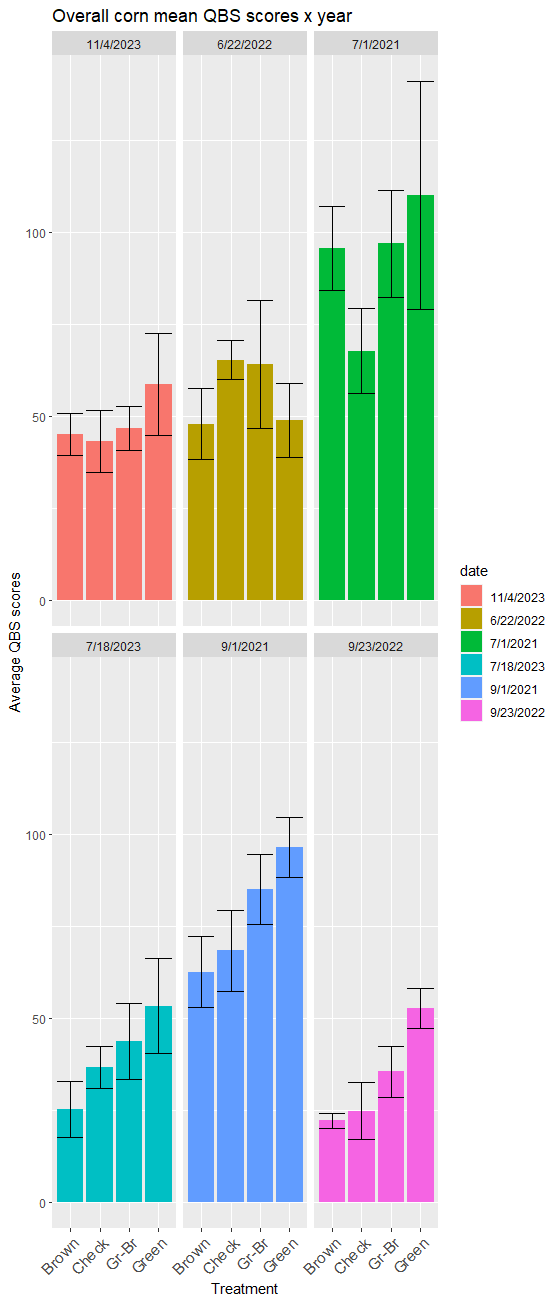 Overall corn mean QBS scores x year
11/4/2023 6/22/2022 7/1/2021
100
50
0
Average QBS scores
7/18/2023 9/1/2021 9/23/2022
100
50
0
Brown Check Gr-Br Green Brown Check Gr-Br Green Brown Check Gr-Br Green
Treatment
date
11/4/2023
6/22/2022
7/1/2021
7/18/2023
9/1/2021
9/23/2022